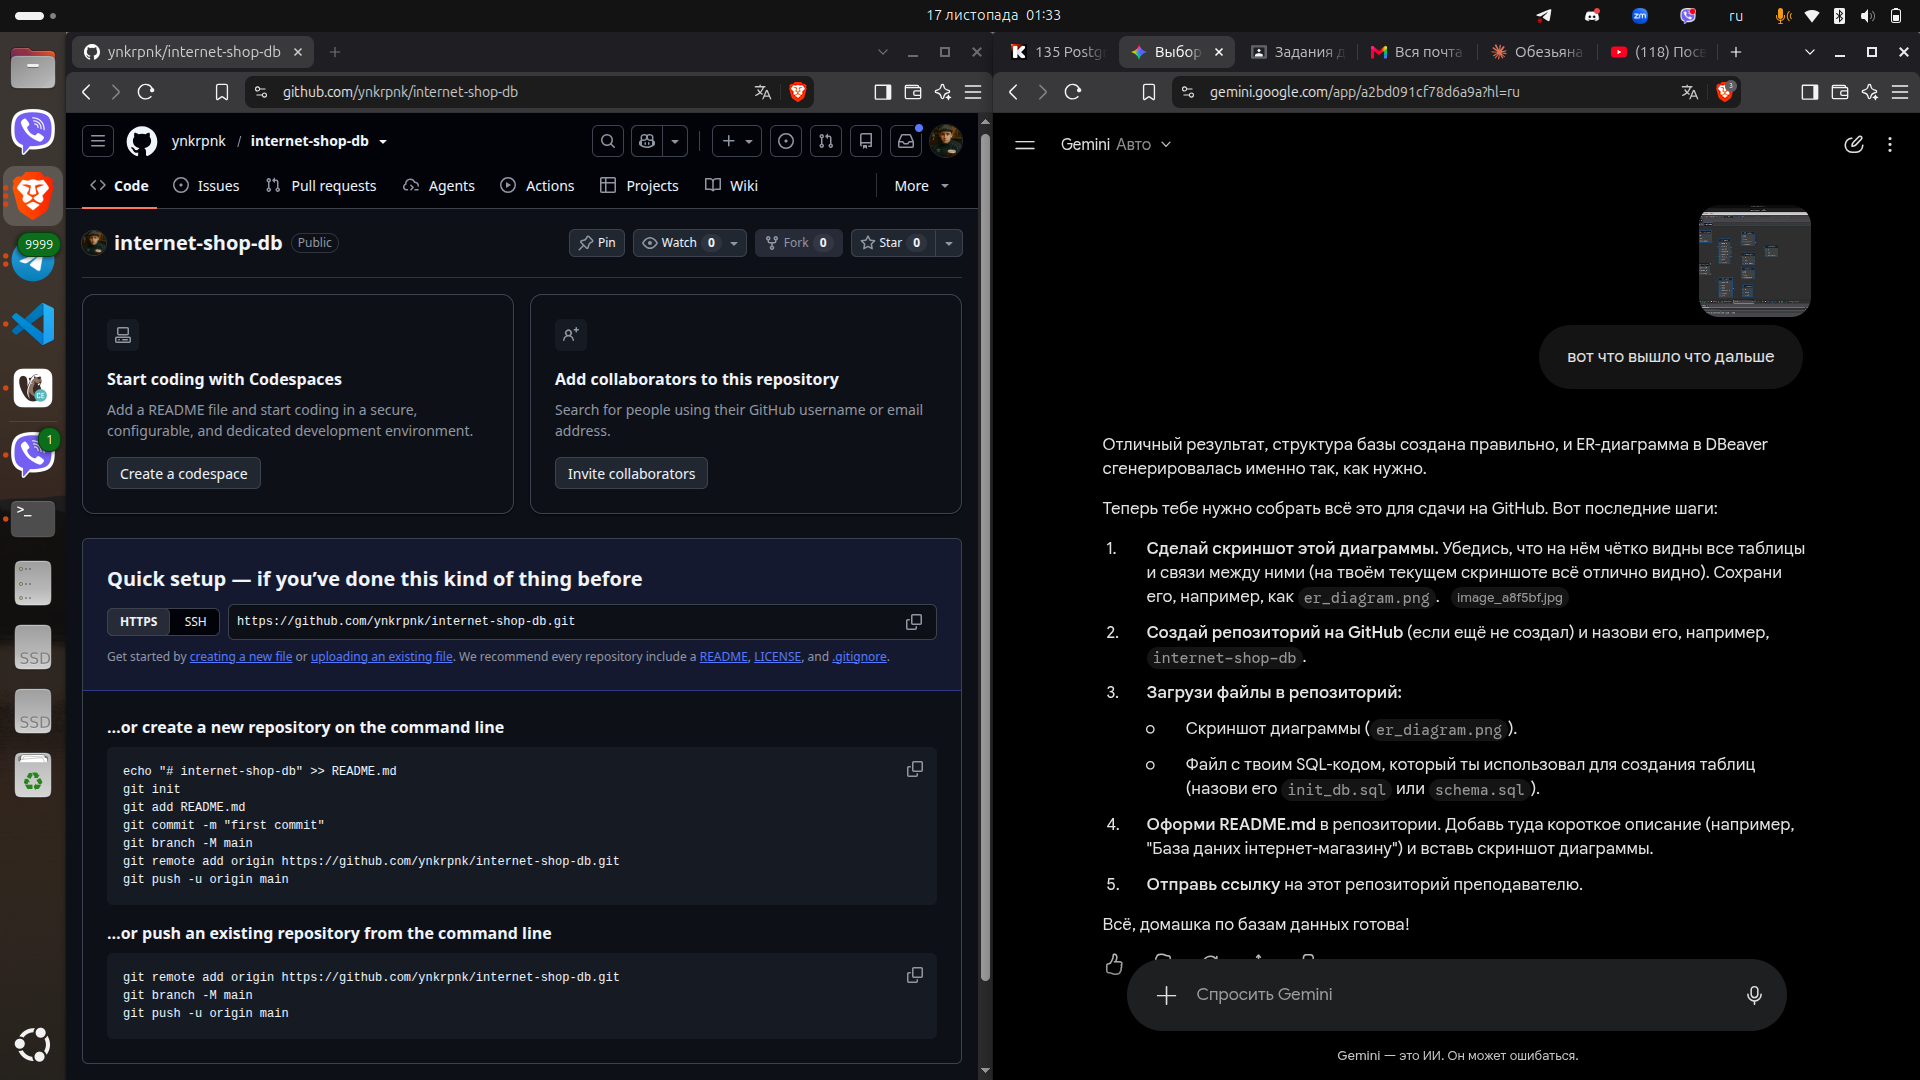 17 листопада 01:33
zm
ru
ynkrpnk/internet-shop-db
github.com/ynkrpnk/internet-shop-db
ynkrpnk / internet-shop-db
Code
Issues
Pull requests
Agents
Actions
Projects
Wiki
More
internet-shop-db
Public
Pin
Watch 0
Fork 0
Star 0
Start coding with Codespaces
Add a README file and start coding in a secure,
configurable, and dedicated development environment.
Create a codespace
Add collaborators to this repository
Search for people using their GitHub username or email
address.
Invite collaborators
Quick setup — if you’ve done this kind of thing before
HTTPS
SSH
https://github.com/ynkrpnk/internet-shop-db.git
Get started by creating a new file or uploading an existing file. We recommend every repository include a README, LICENSE, and .gitignore.
…or create a new repository on the command line
echo "# internet-shop-db" >> README.md
git init
git add README.md
git commit -m "first commit"
git branch -M main
git remote add origin https://github.com/ynkrpnk/internet-shop-db.git
git push -u origin main
…or push an existing repository from the command line
git remote add origin https://github.com/ynkrpnk/internet-shop-db.git
git branch -M main
git push -u origin main
9999
CE
1
>_
SSD
SSD
135 Postg
Выбор
Задания д
Вся почта
Обезьяна
(118) Пос
gemini.google.com/app/a2bd091cf78d6a9a?hl=ru
3
Gemini Авто
вот что вышло что дальше
Отличный результат, структура базы создана правильно, и ER-диаграмма в DBeaver
сгенерировалась именно так, как нужно.
Теперь тебе нужно собрать всё это для сдачи на GitHub. Вот последние шаги:
1. Сделай скриншот этой диаграммы. Убедись, что на нём чётко видны все таблицы
и связи между ними (на твоём текущем скриншоте всё отлично видно). Сохрани
его, например, как er_diagram.png. image_a8f5bf.jpg
2. Создай репозиторий на GitHub (если ещё не создал) и назови его, например,
internet-shop-db.
3. Загрузи файлы в репозиторий:
Скриншот диаграммы (er_diagram.png).
Файл с твоим SQL-кодом, который ты использовал для создания таблиц
(назови его init_db.sql или schema.sql).
4. Оформи README.md в репозитории. Добавь туда короткое описание (например,
"База даних інтернет-магазину") и вставь скриншот диаграммы.
5. Отправь ссылку на этот репозиторий преподавателю.
Всё, домашка по базам данных готова!
Спросить Gemini
Gemini — это ИИ. Он может ошибаться.